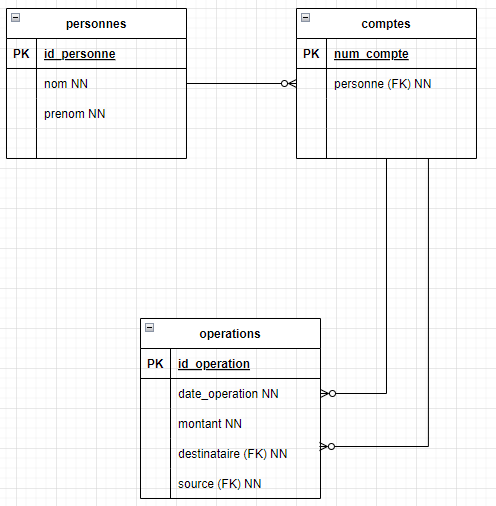 personnes
PK id_personne
nom NN
prenom NN
comptes
PK num_compte
personne (FK) NN
operations
PK id_operation
date_operation NN
montant NN
destinataire (FK) NN
source (FK) NN